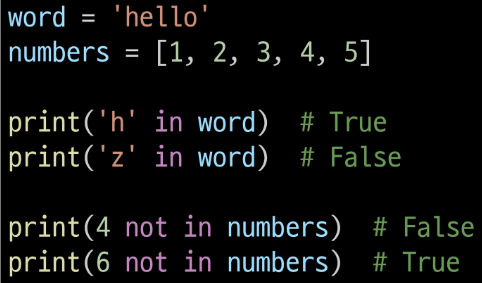 word = 'hello'
numbers = [1, 2, 3, 4, 5]
print('h' in word)  # True
print('z' in word)  # False
print(4 not in numbers)  # False
print(6 not in numbers)  # True